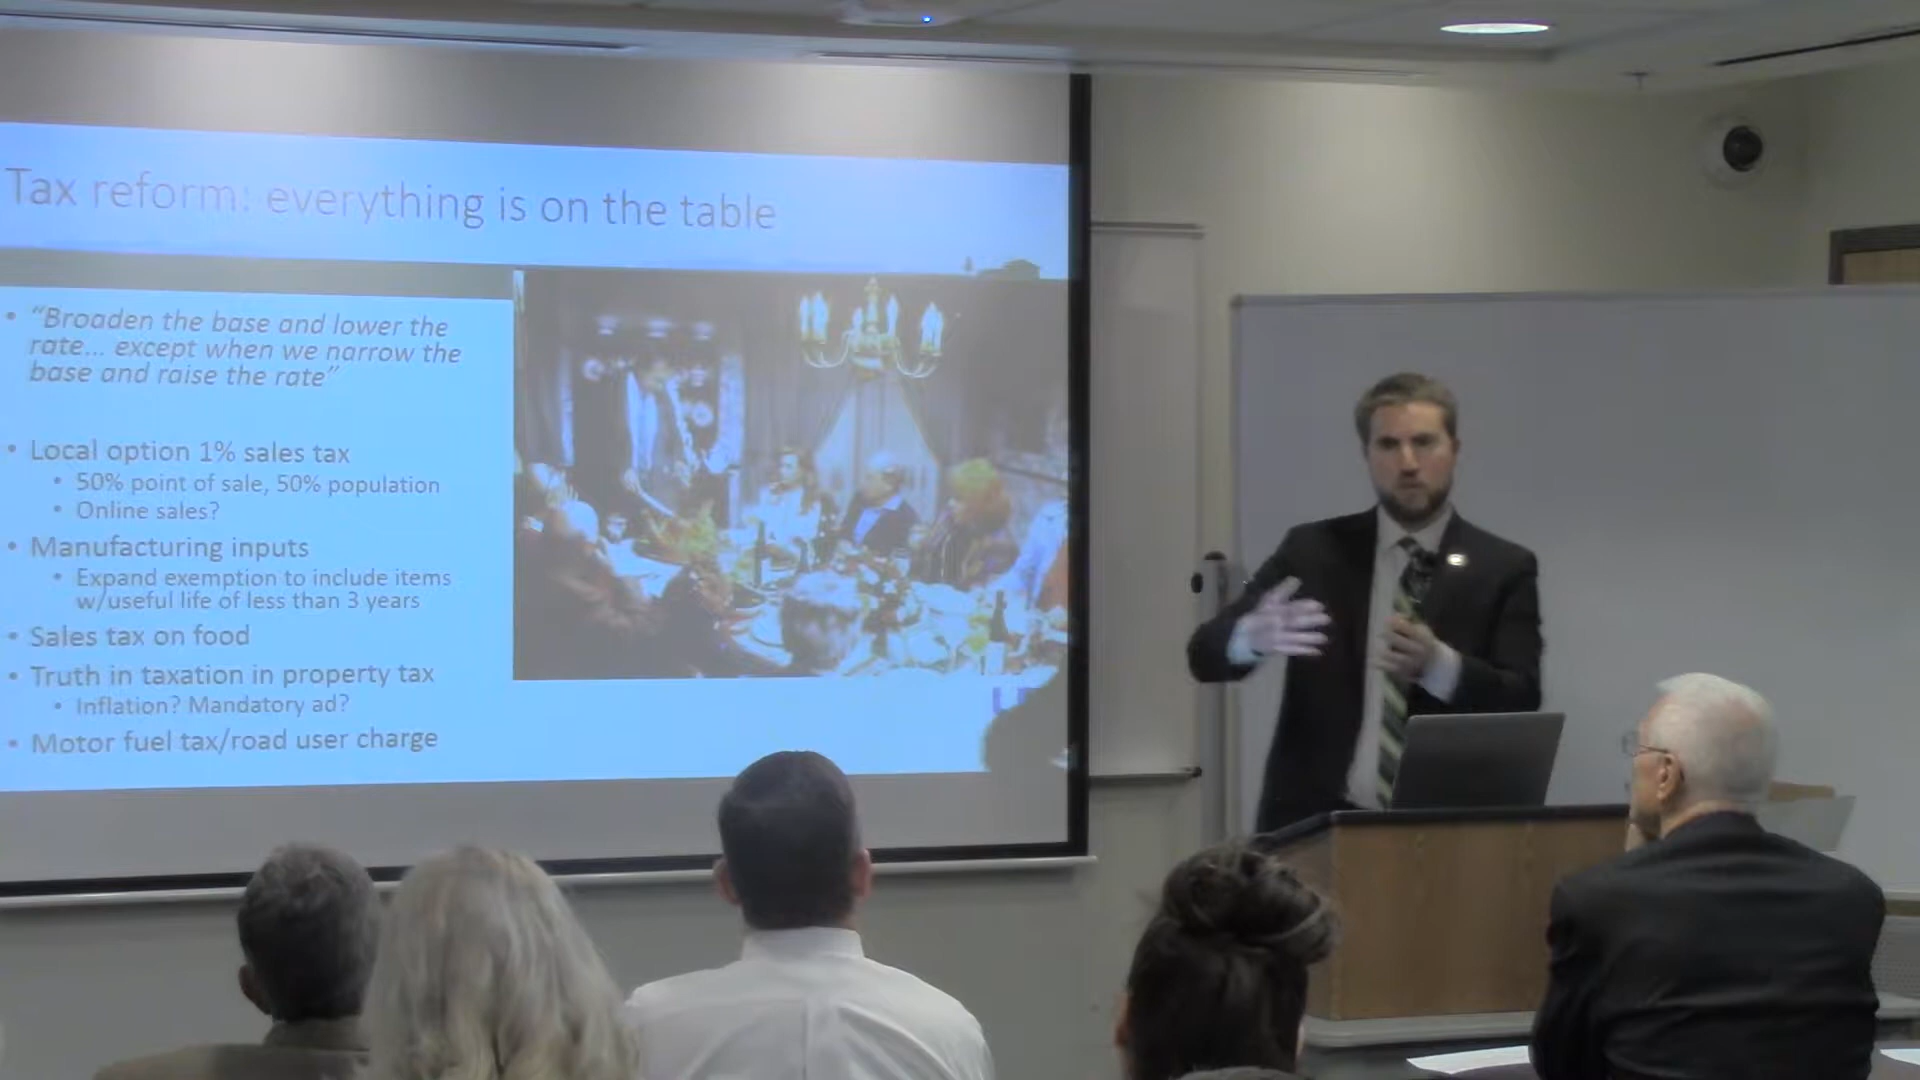 Tax reform: everything is on the table
• "Broaden the base and lower the
rate... except when we narrow the
base and raise the rate"
• Local option 1% sales tax
• 50% point of sale, 50% population
• Online sales?
• Manufacturing inputs
• Expand exemption to include items
w/useful life of less than 3 years
• Sales tax on food
• Truth in taxation in property tax
• Inflation? Mandatory ad?
• Motor fuel tax/road user charge